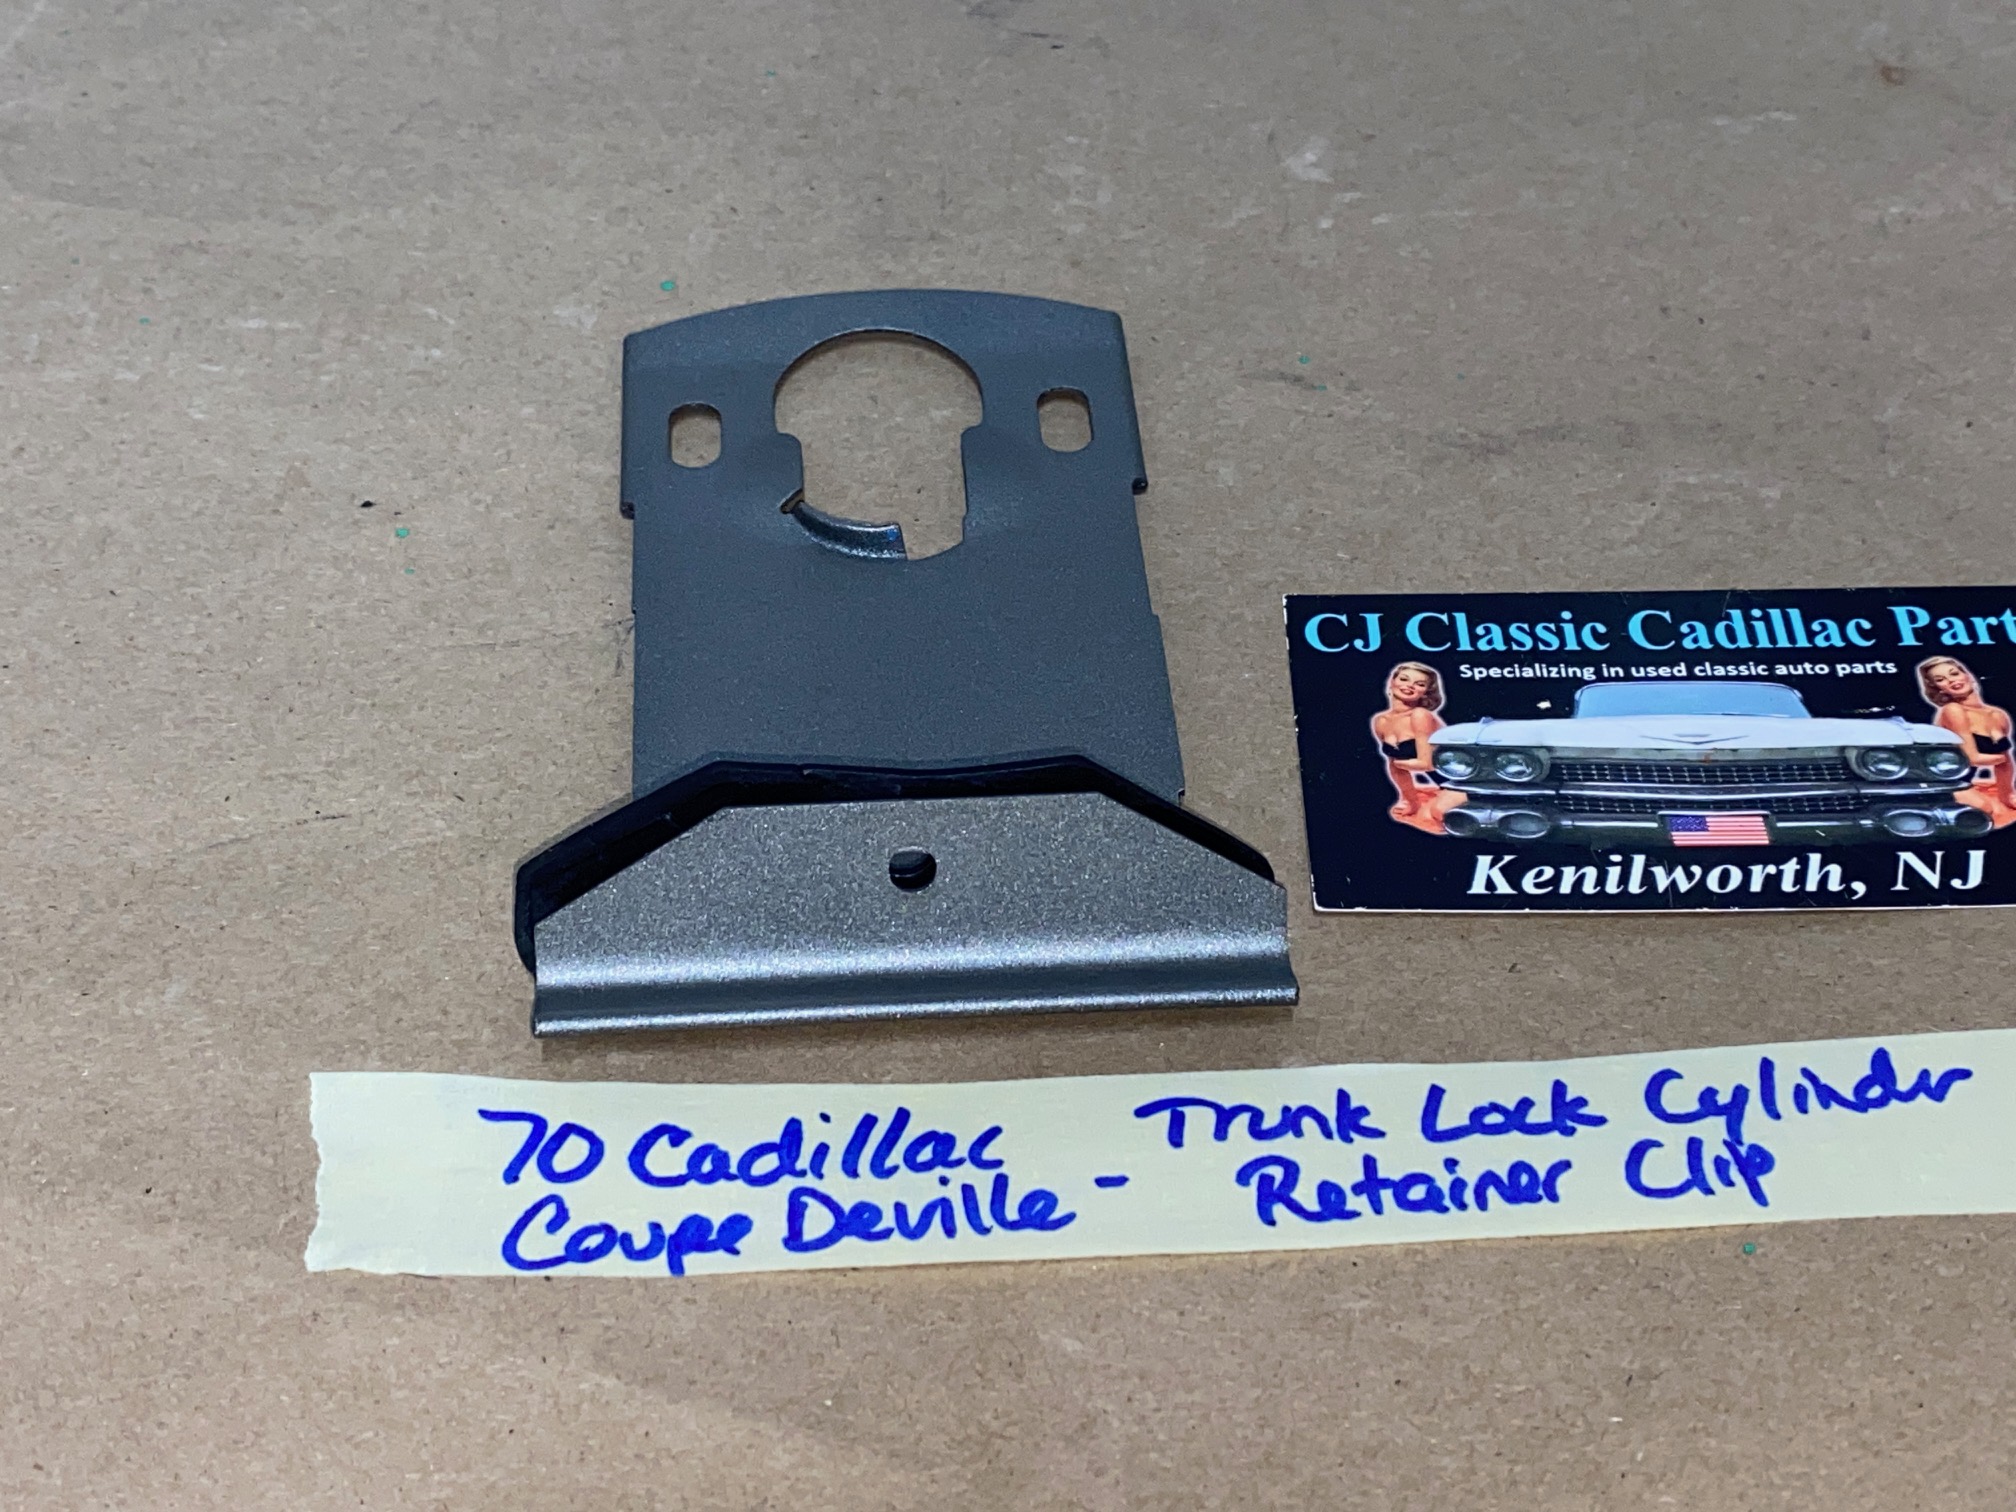 CJ Classic Cadillac Part
Specializing in used classic auto parts
Kenilworth, NJ
70 Cadillac
Coupe Deville - Trunk Lock Cylinder
Retainer Clip